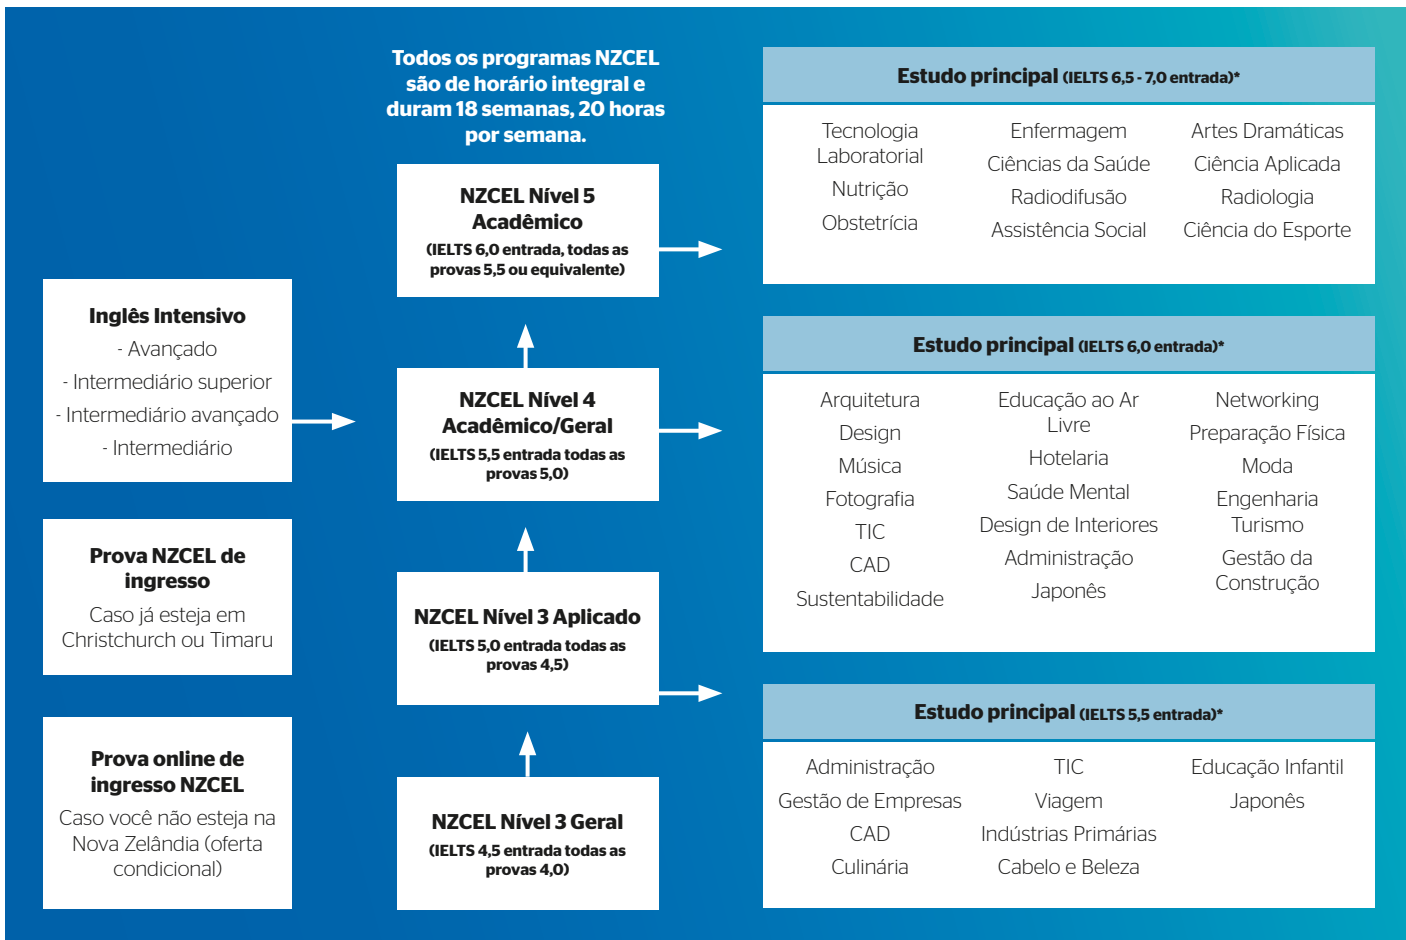 Todos os programas NZCEL
são de horário integral e
duram 18 semanas, 20 horas
por semana.
Inglês Intensivo
- Avançado
- Intermediário superior
- Intermediário avançado
- Intermediário
Prova NZCEL de
ingresso
Caso já esteja em
Christchurch ou Timaru
Prova online de
ingresso NZCEL
Caso você não esteja na
Nova Zelândia (oferta
condicional)
NZCEL Nível 5
Acadêmico
(IELTS 6,0 entrada, todas as
provas 5,5 ou equivalente)
NZCEL Nível 4
Acadêmico/Geral
(IELTS 5,5 entrada todas as
provas 5,0)
NZCEL Nível 3 Aplicado
(IELTS 5,0 entrada todas as
provas 4,5)
NZCEL Nível 3 Geral
(IELTS 4,5 entrada todas as
provas 4,0)
Estudo principal (IELTS 6,5 - 7,0 entrada)*
Tecnologia
Laboratorial
Nutrição
Obstetrícia
Enfermagem
Ciências da Saúde
Radiodifusão
Assistência Social
Artes Dramáticas
Ciência Aplicada
Radiologia
Ciência do Esporte
Estudo principal (IELTS 6,0 entrada)*
Arquitetura
Design
Música
Fotografia
TIC
CAD
Sustentabilidade
Educação ao Ar
Livre
Hotelaria
Saúde Mental
Design de Interiores
Administração
Japonês
Networking
Preparação Física
Moda
Engenharia
Turismo
Gestão da
Construção
Estudo principal (IELTS 5,5 entrada)*
Administração
Gestão de Empresas
CAD
Culinária
TIC
Viagem
Indústrias Primárias
Cabelo e Beleza
Educação Infantil
Japonês